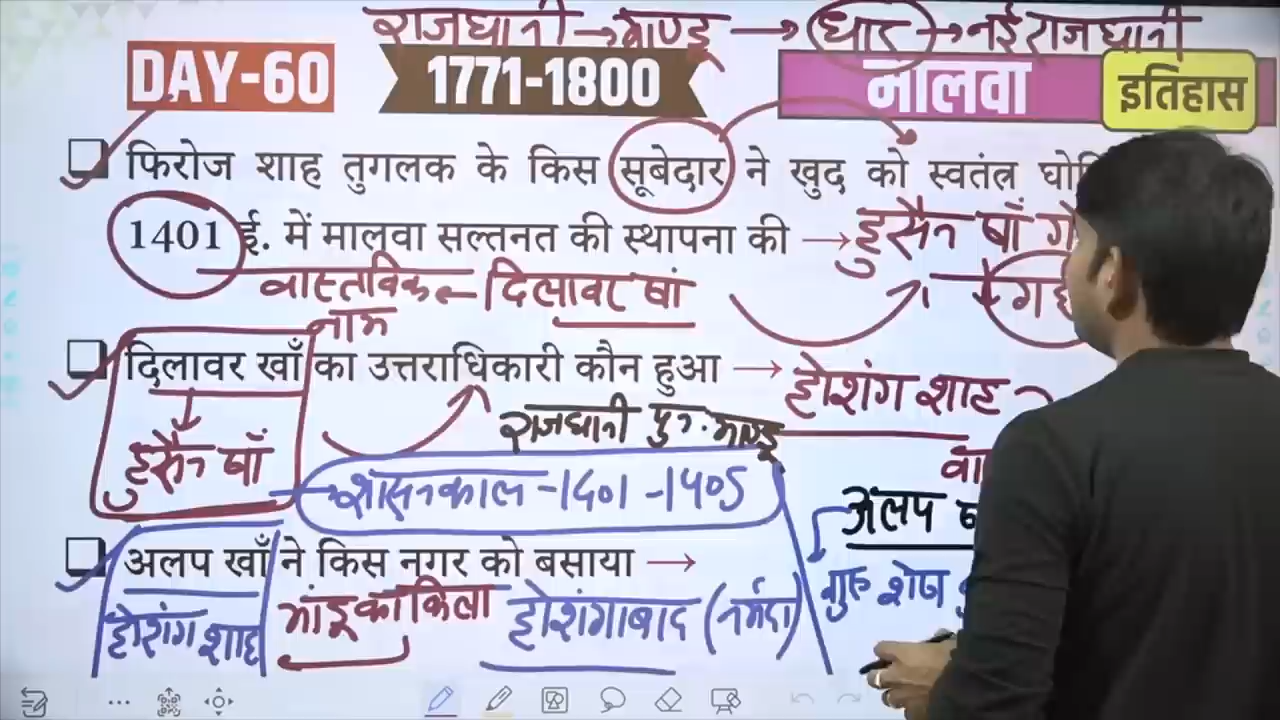 राजधानी → माण्डू → धार → नई राजधानी
DAY-60 1771-1800 मालवा इतिहास
फिरोज शाह तुगलक के किस सूबेदार ने खुद को स्वतंत्र
1401 ई. में मालवा सल्तनत की स्थापना की → हुसैन खाँ
वास्तविक ← दिलावर खां
नाम
दिलावर खाँ का उत्तराधिकारी कौन हुआ → होशंग शाह
राजधानी पुनः माण्डू
हुसैन खाँ
शासनकाल - 1401 - 1405
अलप
अलप खाँ ने किस नगर को बसाया →
गुरु शेख
होशंग शाह मांडू का किला होशंगाबाद (नर्मदा)